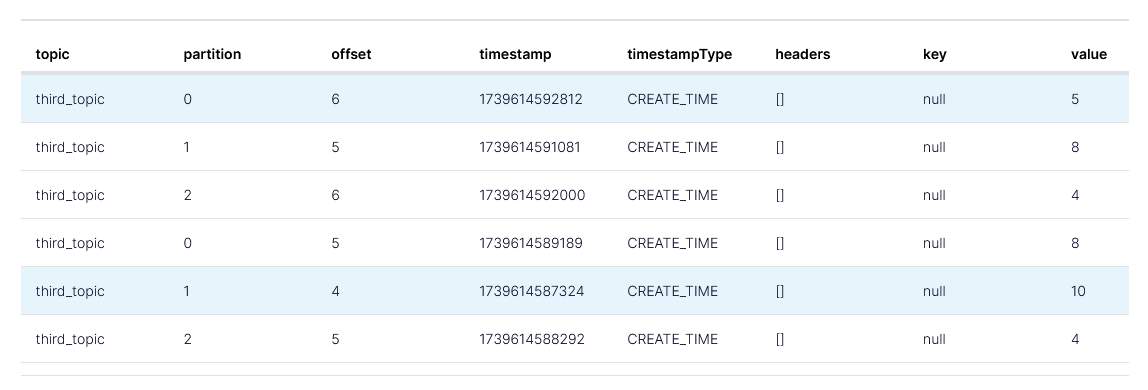 topic partition offset timestamp timestampType headers key value
third_topic 0 6 1739614592812 CREATE_TIME [] null 5
third_topic 1 5 1739614591081 CREATE_TIME [] null 8
third_topic 2 6 1739614592000 CREATE_TIME [] null 4
third_topic 0 5 1739614589189 CREATE_TIME [] null 8
third_topic 1 4 1739614587324 CREATE_TIME [] null 10
third_topic 2 5 1739614588292 CREATE_TIME [] null 4